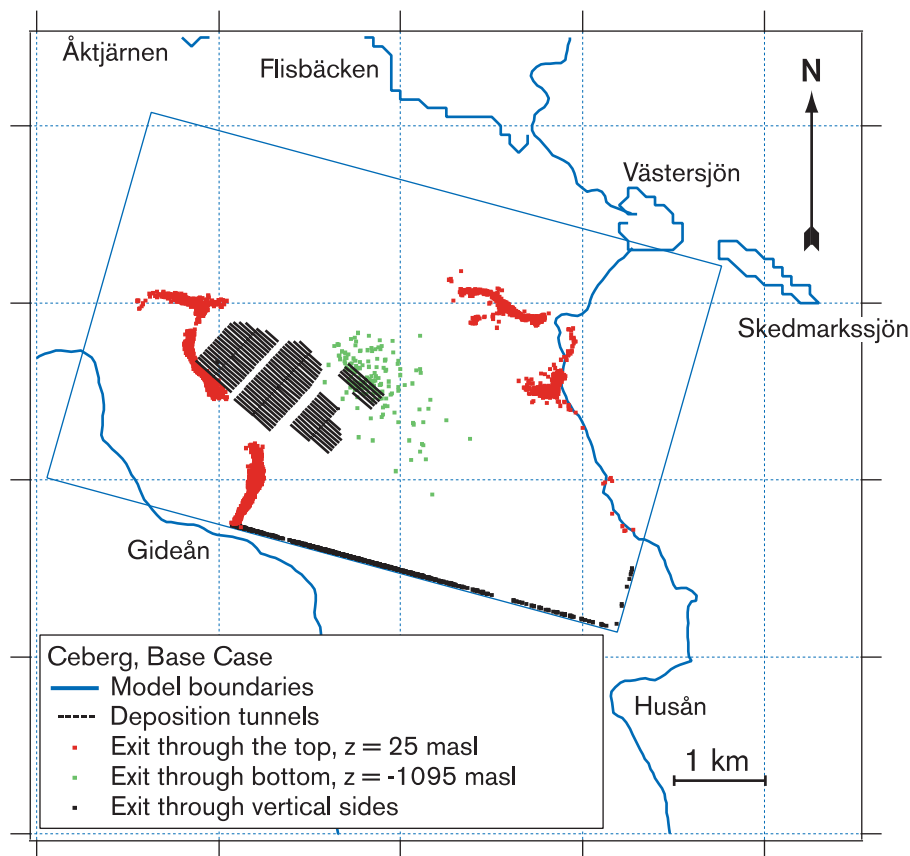 Åktjärnen
Flisbäcken
N
Västersjön
Skedmarkssjön
Gideån
Husån
1 km
Ceberg, Base Case
Model boundaries
Deposition tunnels
Exit through the top, z = 25 masl
Exit through bottom, z = -1095 masl
Exit through vertical sides